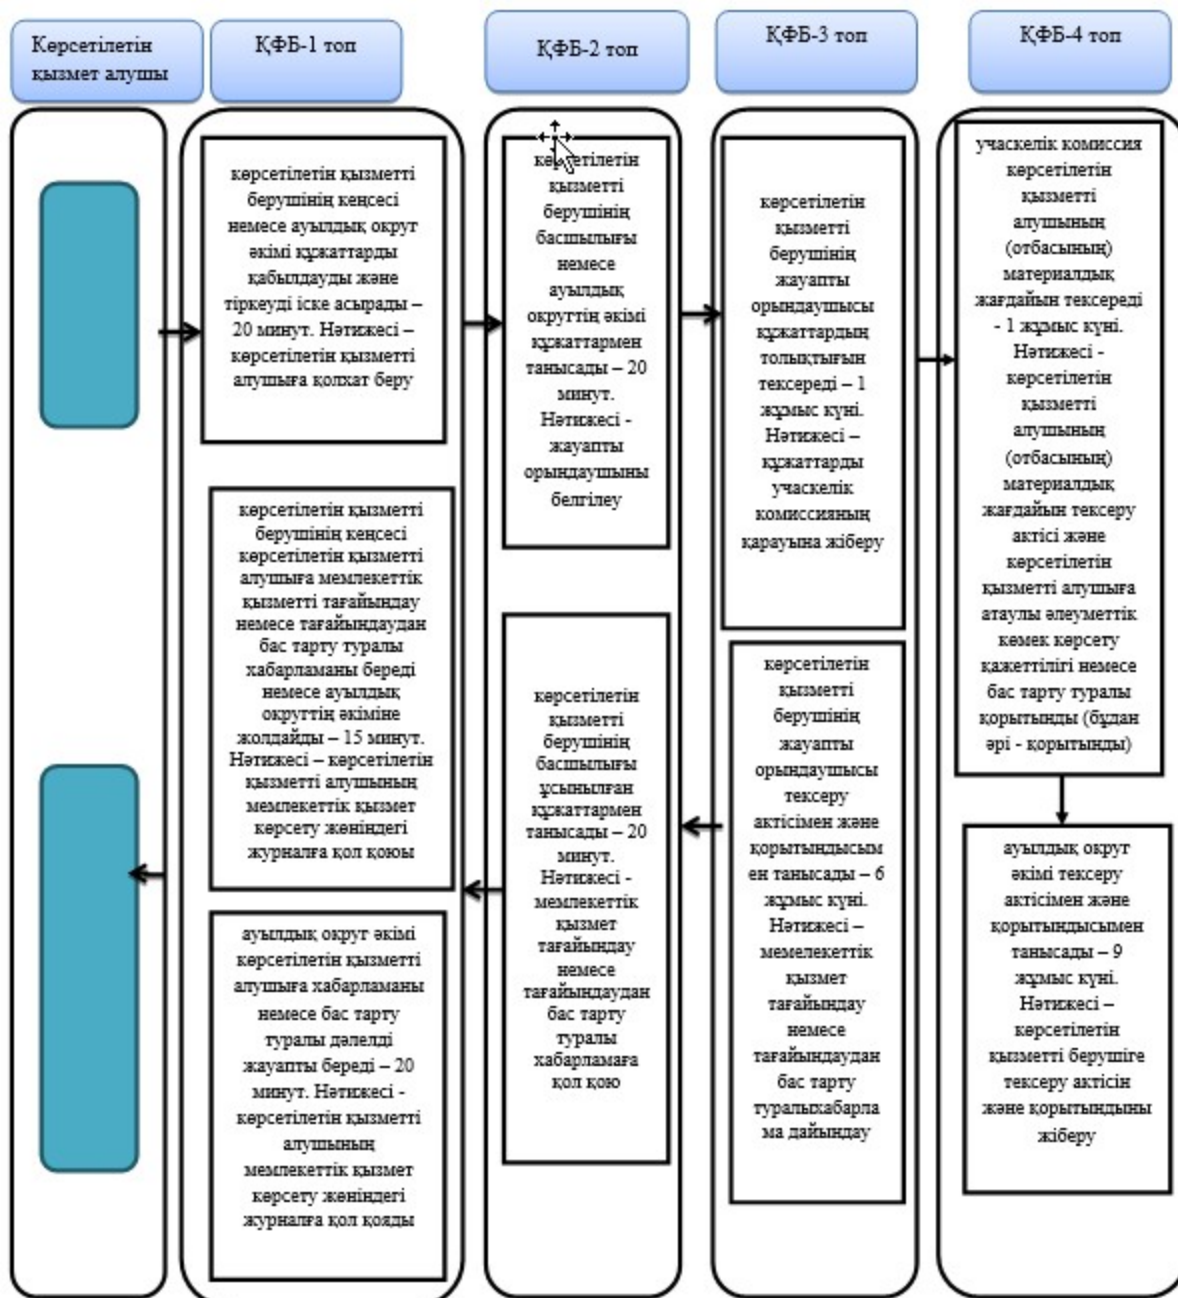 Көрсетілетін
қызмет алушы
ҚФБ-1 топ
ҚФБ-2 топ
ҚФБ-3 топ
ҚФБ-4 топ
көрсетілетін қызметті
берушінің кеңсесі
немесе ауылдық округ
әкімі құжаттарды
қабылдауды және
тіркеуді іске асырады –
20 минут. Нәтижесі –
көрсетілетін қызметті
алушыға қолхат беру
көрсетілетін қызметті
берушінің кеңсесі
көрсетілетін қызметті
алушыға мемлекеттік
қызметті тағайындау
немесе тағайындаудан
бас тарту туралы
хабарламаны береді
немесе ауылдық
округтің әкіміне
жолдайды – 15 минут.
Нәтижесі – көрсетілетін
қызметті алушының
мемлекеттік қызмет
көрсету жөніндегі
журналға қол қоюы
ауылдық округ әкімі
көрсетілетін қызметті
алушыға хабарламаны
немесе бас тарту
туралы дәлелді
жауапты береді – 20
минут. Нәтижесі -
көрсетілетін қызметті
алушының
мемлекеттік қызмет
көрсету жөніндегі
журналға қол қояды
көрсетілетін
қызметті
берушінің
басшылығы
немесе
ауылдық
округтің әкімі
құжаттармен
танысады – 20
минут.
Нәтижесі -
жауапты
орындаушыны
белгілеу
көрсетілетін
қызметті
берушінің
басшылығы
ұсынылған
құжаттармен
танысады – 20
минут.
Нәтижесі -
мемлекеттік
қызмет
тағайындау
немесе
тағайындаудан
бас тарту
туралы
хабарламаға
қол қою
көрсетілетін
қызметті
берушінің
жауапты
орындаушысы
құжаттардың
толықтығын
тексереді – 1
жұмыс күні.
Нәтижесі –
құжаттарды
учаскелік
комиссияның
қарауына жіберу
көрсетілетін
қызметті
берушінің
жауапты
орындаушысы
тексеру
актісімен және
қорытындысым
ен танысады – 6
жұмыс күні.
Нәтижесі –
мемелекеттік
қызмет
тағайындау
немесе
тағайындаудан
бас тарту
туралыхабарла
ма дайындау
учаскелік комиссия
көрсетілетін
қызметті
алушының
(отбасының)
материалдық
жағдайын тексереді
- 1 жұмыс күні.
Нәтижесі -
көрсетілетін
қызметті
алушының
(отбасының)
материалдық
жағдайын тексеру
актісі және
көрсетілетін
қызметті алушыға
атаулы әлеуметтік
көмек көрсету
қажеттілігі немесе
бас тарту туралы
қорытынды (бұдан
әрі - қорытынды)
ауылдық округ
әкімі тексеру
актісімен және
қорытындысымен
танысады – 9
жұмыс күні.
Нәтижесі –
көрсетілетін
қызметті берушіге
тексеру актісін
және қорытындыны
жіберу